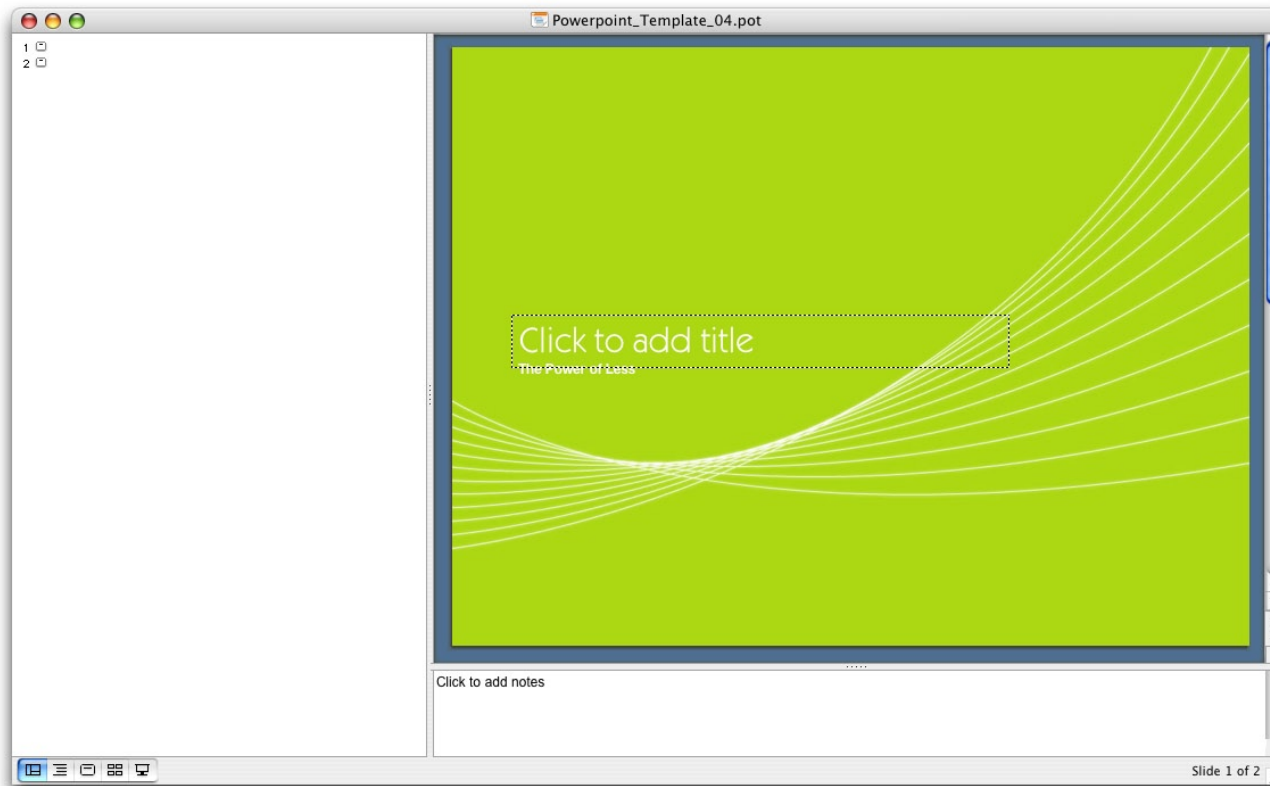 Powerpoint_Template_04.pot
1
2
Click to add title
The Power of Less
Click to add notes
Slide 1 of 2